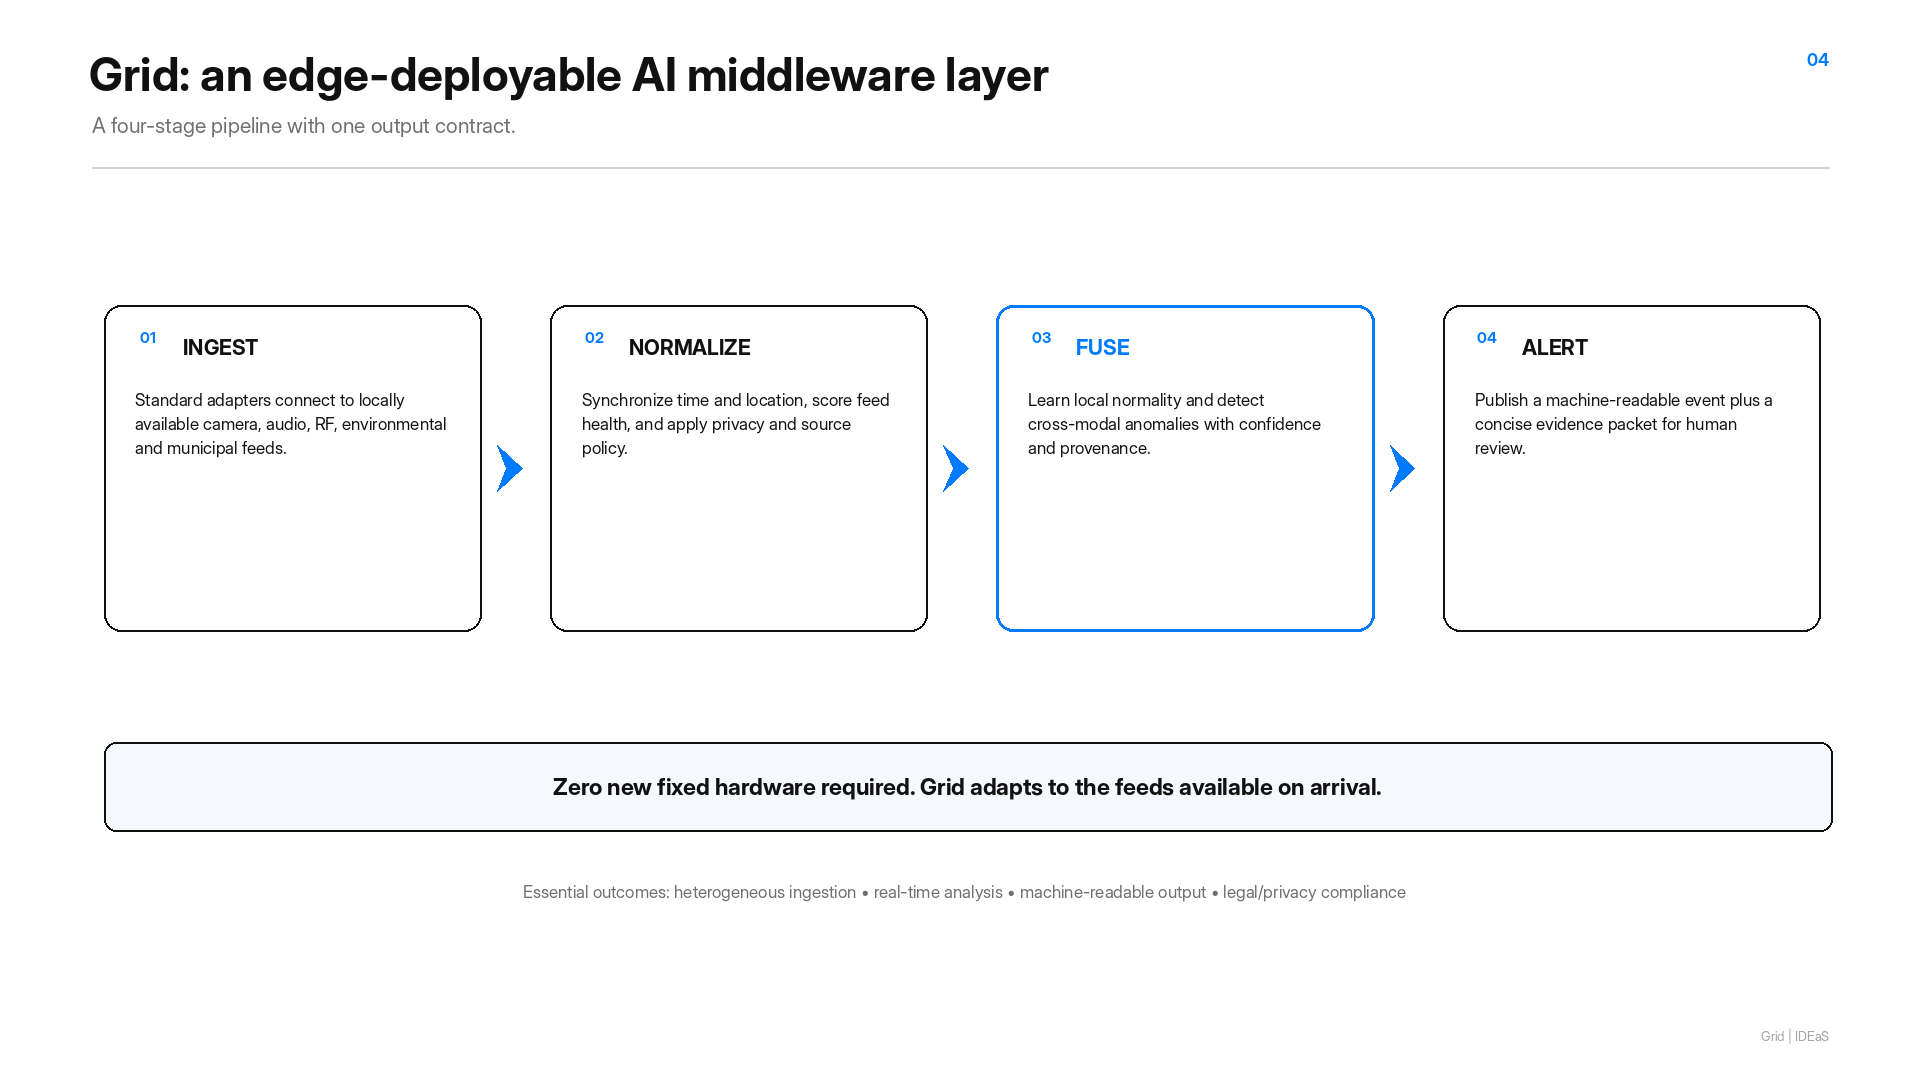 Grid: an edge-deployable AI middleware layer
04
A four-stage pipeline with one output contract.
01 INGEST
Standard adapters connect to locally
available camera, audio, RF, environmental
and municipal feeds.
02 NORMALIZE
Synchronize time and location, score feed
health, and apply privacy and source
policy.
03 FUSE
Learn local normality and detect
cross-modal anomalies with confidence
and provenance.
04 ALERT
Publish a machine-readable event plus a
concise evidence packet for human
review.
Zero new fixed hardware required. Grid adapts to the feeds available on arrival.
Essential outcomes: heterogeneous ingestion • real-time analysis • machine-readable output • legal/privacy compliance
Grid | IDEaS